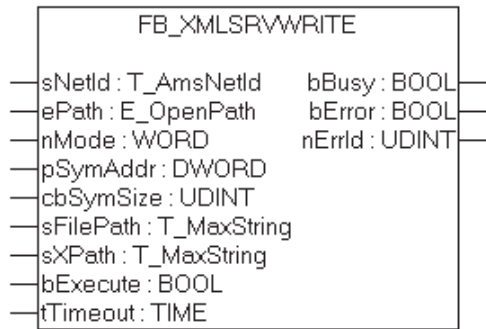 FB_XMLSRVWRITE
sNetId : T_AmsNetId bBusy : BOOL
ePath : E_OpenPath bError : BOOL
nMode : WORD nErrId : UDINT
pSymAddr : DWORD
cbSymSize : UDINT
sFilePath : T_MaxString
sXPath : T_MaxString
bExecute : BOOL
tTimeout : TIME